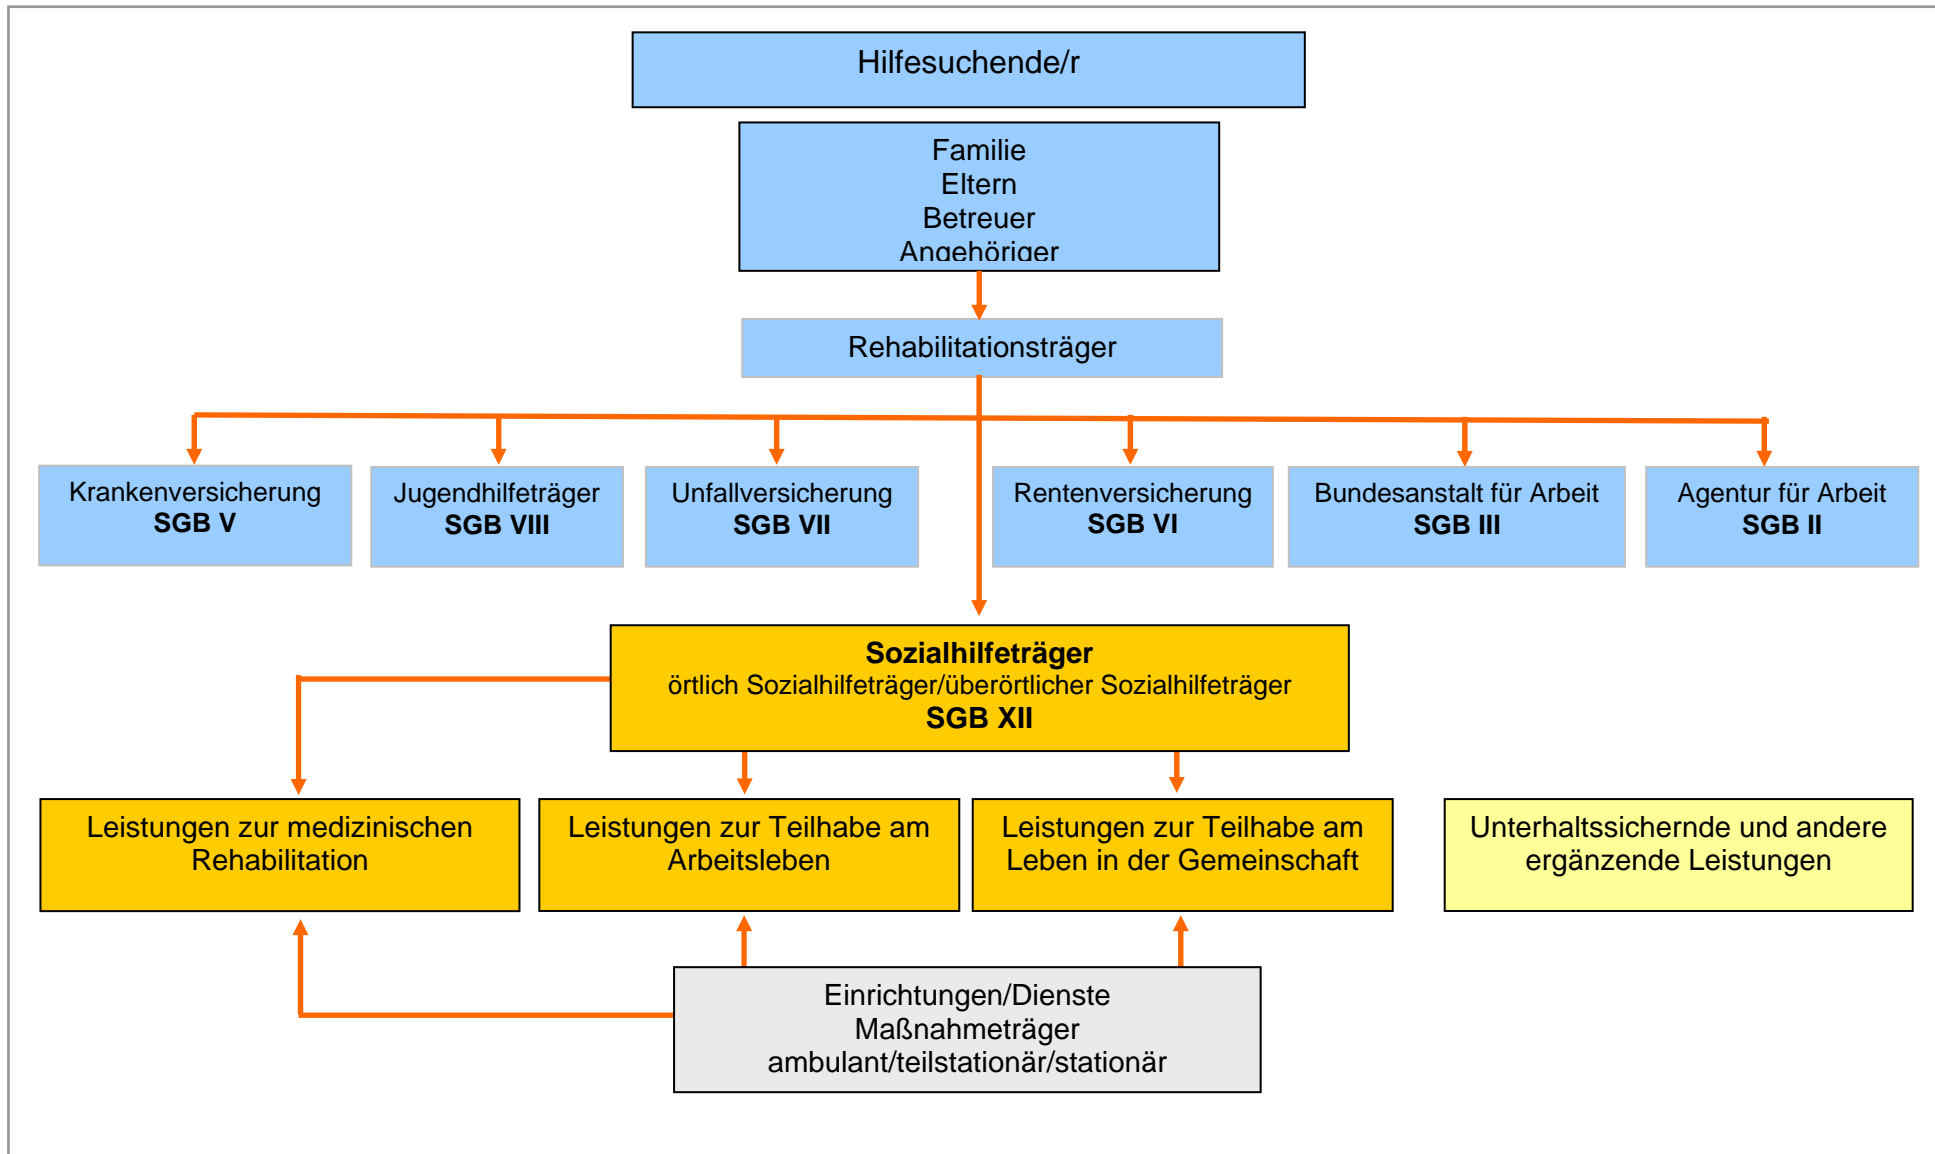 Hilfesuchende/r
Familie
Eltern
Betreuer
Angehöriger
Rehabilitationsträger
Krankenversicherung
SGB V
Jugendhilfeträger
SGB VIII
Unfallversicherung
SGB VII
Rentenversicherung
SGB VI
Bundesanstalt für Arbeit
SGB III
Agentur für Arbeit
SGB II
Sozialhilfeträger
örtlich Sozialhilfeträger/überörtlicher Sozialhilfeträger
SGB XII
Leistungen zur medizinischen
Rehabilitation
Leistungen zur Teilhabe am
Arbeitsleben
Leistungen zur Teilhabe am
Leben in der Gemeinschaft
Unterhaltssichernde und andere
ergänzende Leistungen
Einrichtungen/Dienste
Maßnahmeträger
ambulant/teilstationär/stationär